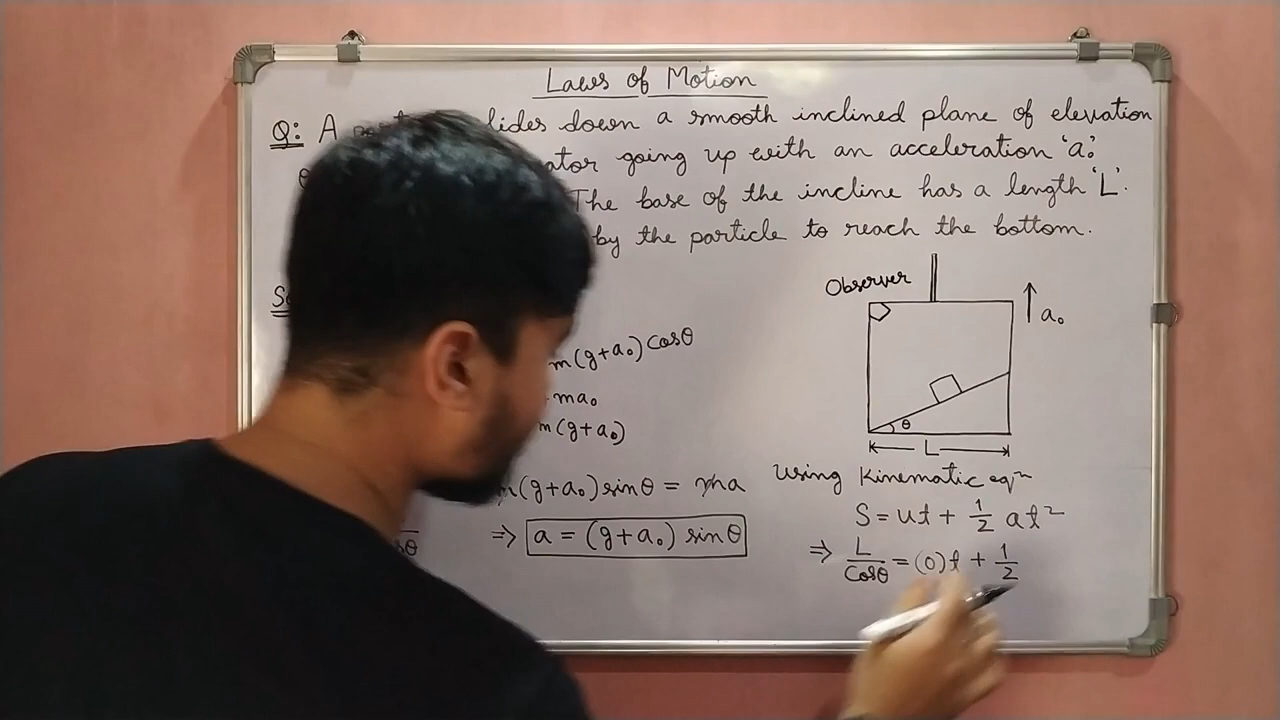 Laws of Motion
Q: A slides down a smooth inclined plane of elevation
going up with an acceleration 'a₀'.
The base of the incline has a length 'L'.
by the particle to reach the bottom.
Observer
a₀
θ
L
m(g+a₀)cosθ
ma₀
m(g+a₀)
m(g+a₀)sinθ = ma
⇒ a = (g+a₀) sinθ
Using Kinematic eqⁿ
S = ut + 1/2 at²
⇒ L/cosθ = (0)t + 1/2